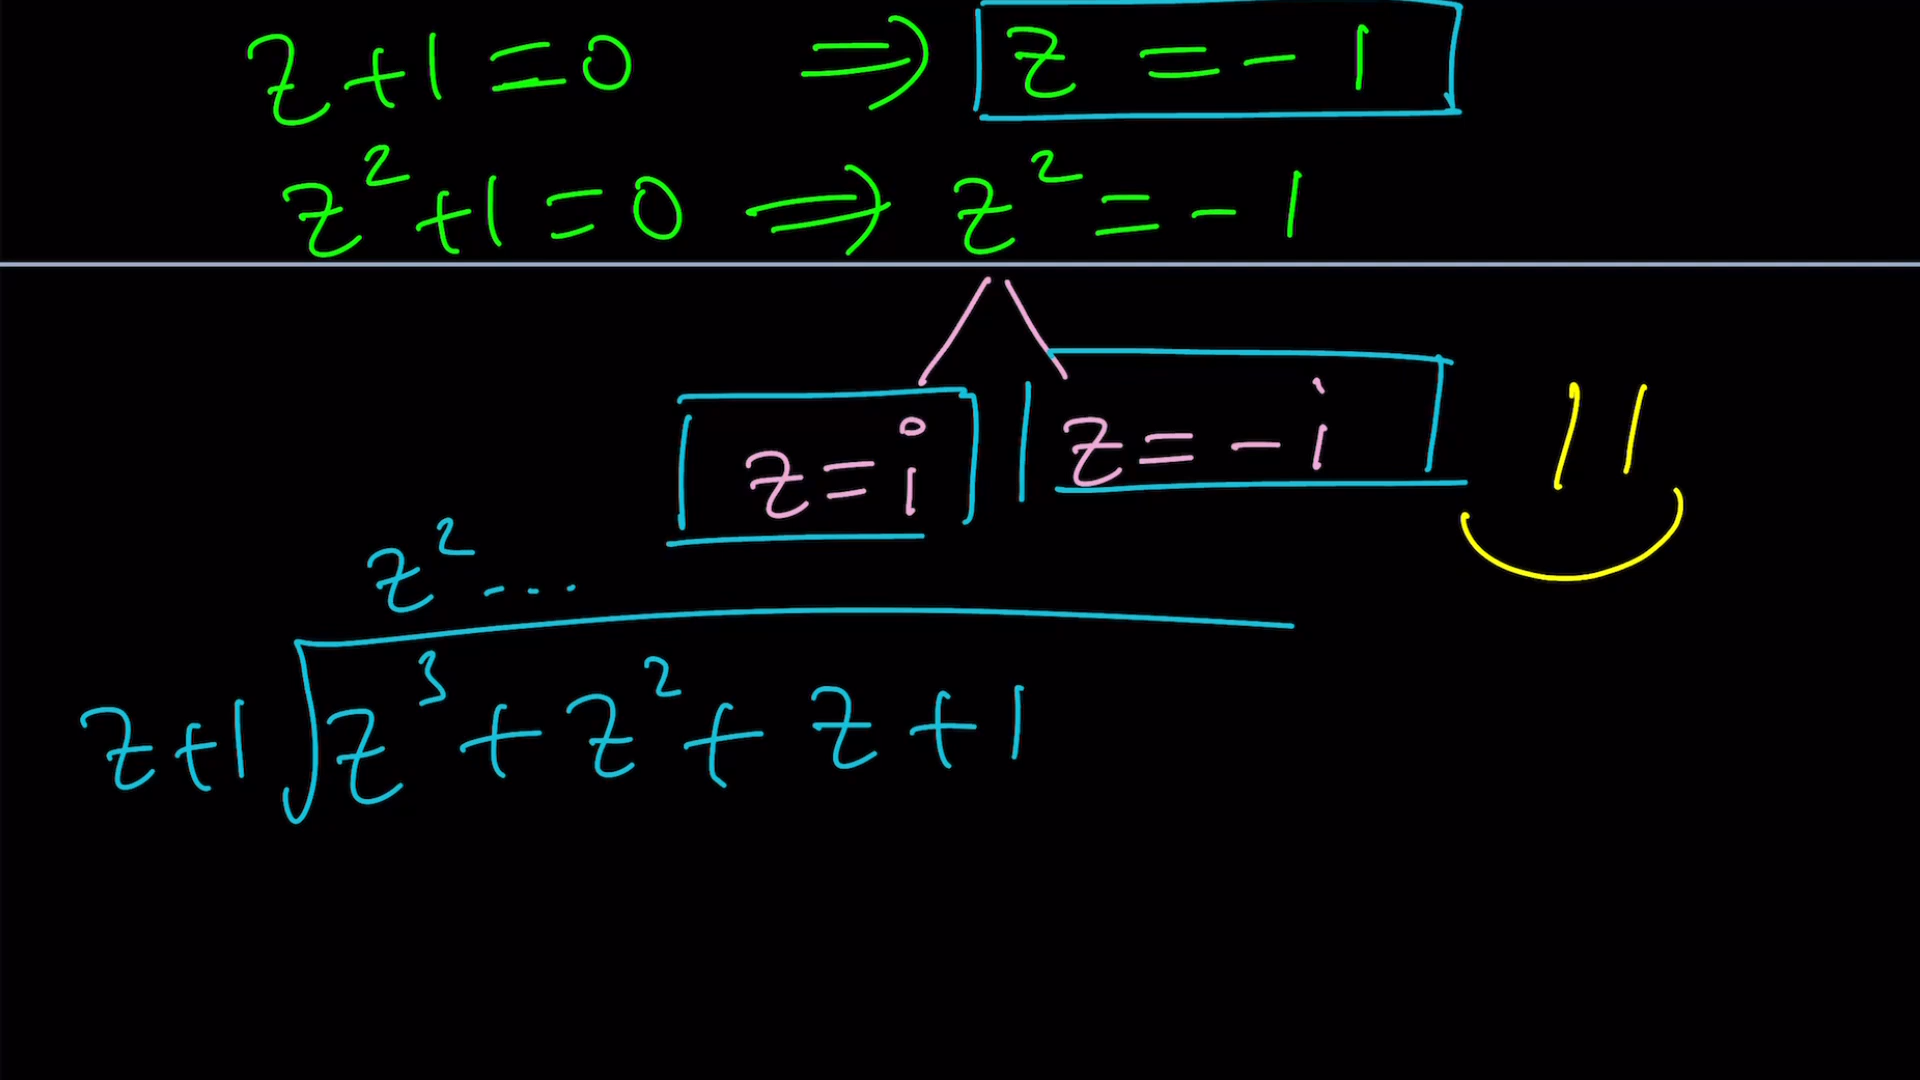 z+1=0 ⇒ z = -1
z²+1=0 ⇒ z² = -1
z=i z=-i
z² ...
z+1 z³ + z² + z + 1